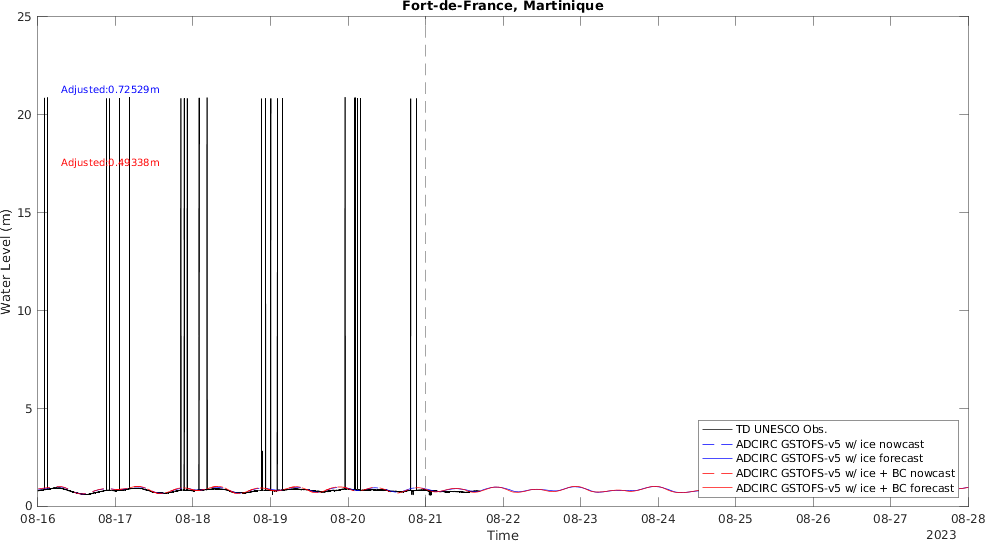 Fort-de-France, Martinique
25
20
15
10
5
0
Water Level (m)
Adjusted:0.72529m
Adjusted:0.49338m
TD UNESCO Obs.
ADCIRC GSTOFS-v5 w/ ice nowcast
ADCIRC GSTOFS-v5 w/ ice forecast
ADCIRC GSTOFS-v5 w/ ice + BC nowcast
ADCIRC GSTOFS-v5 w/ ice + BC forecast
08-16 08-17 08-18 08-19 08-20 08-21 08-22 08-23 08-24 08-25 08-26 08-27 08-28
Time
2023